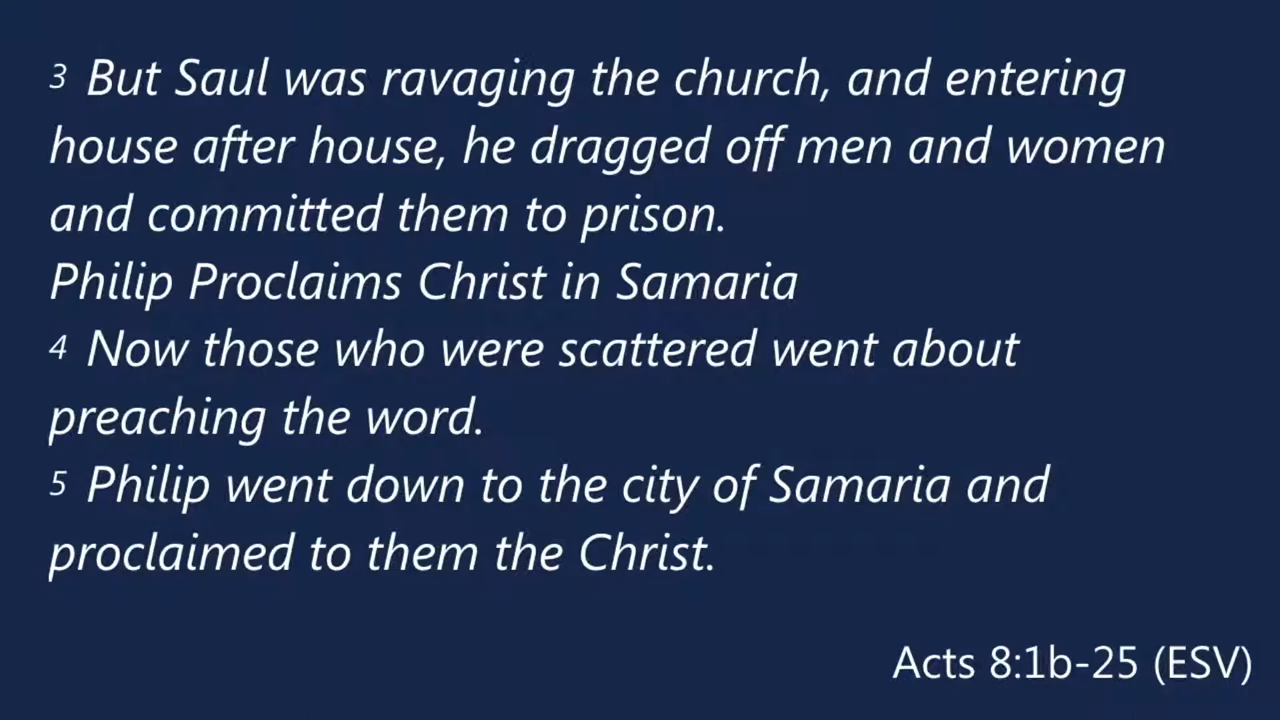 3 But Saul was ravaging the church, and entering
house after house, he dragged off men and women
and committed them to prison.
Philip Proclaims Christ in Samaria
4 Now those who were scattered went about
preaching the word.
5 Philip went down to the city of Samaria and
proclaimed to them the Christ.
Acts 8:1b-25 (ESV)